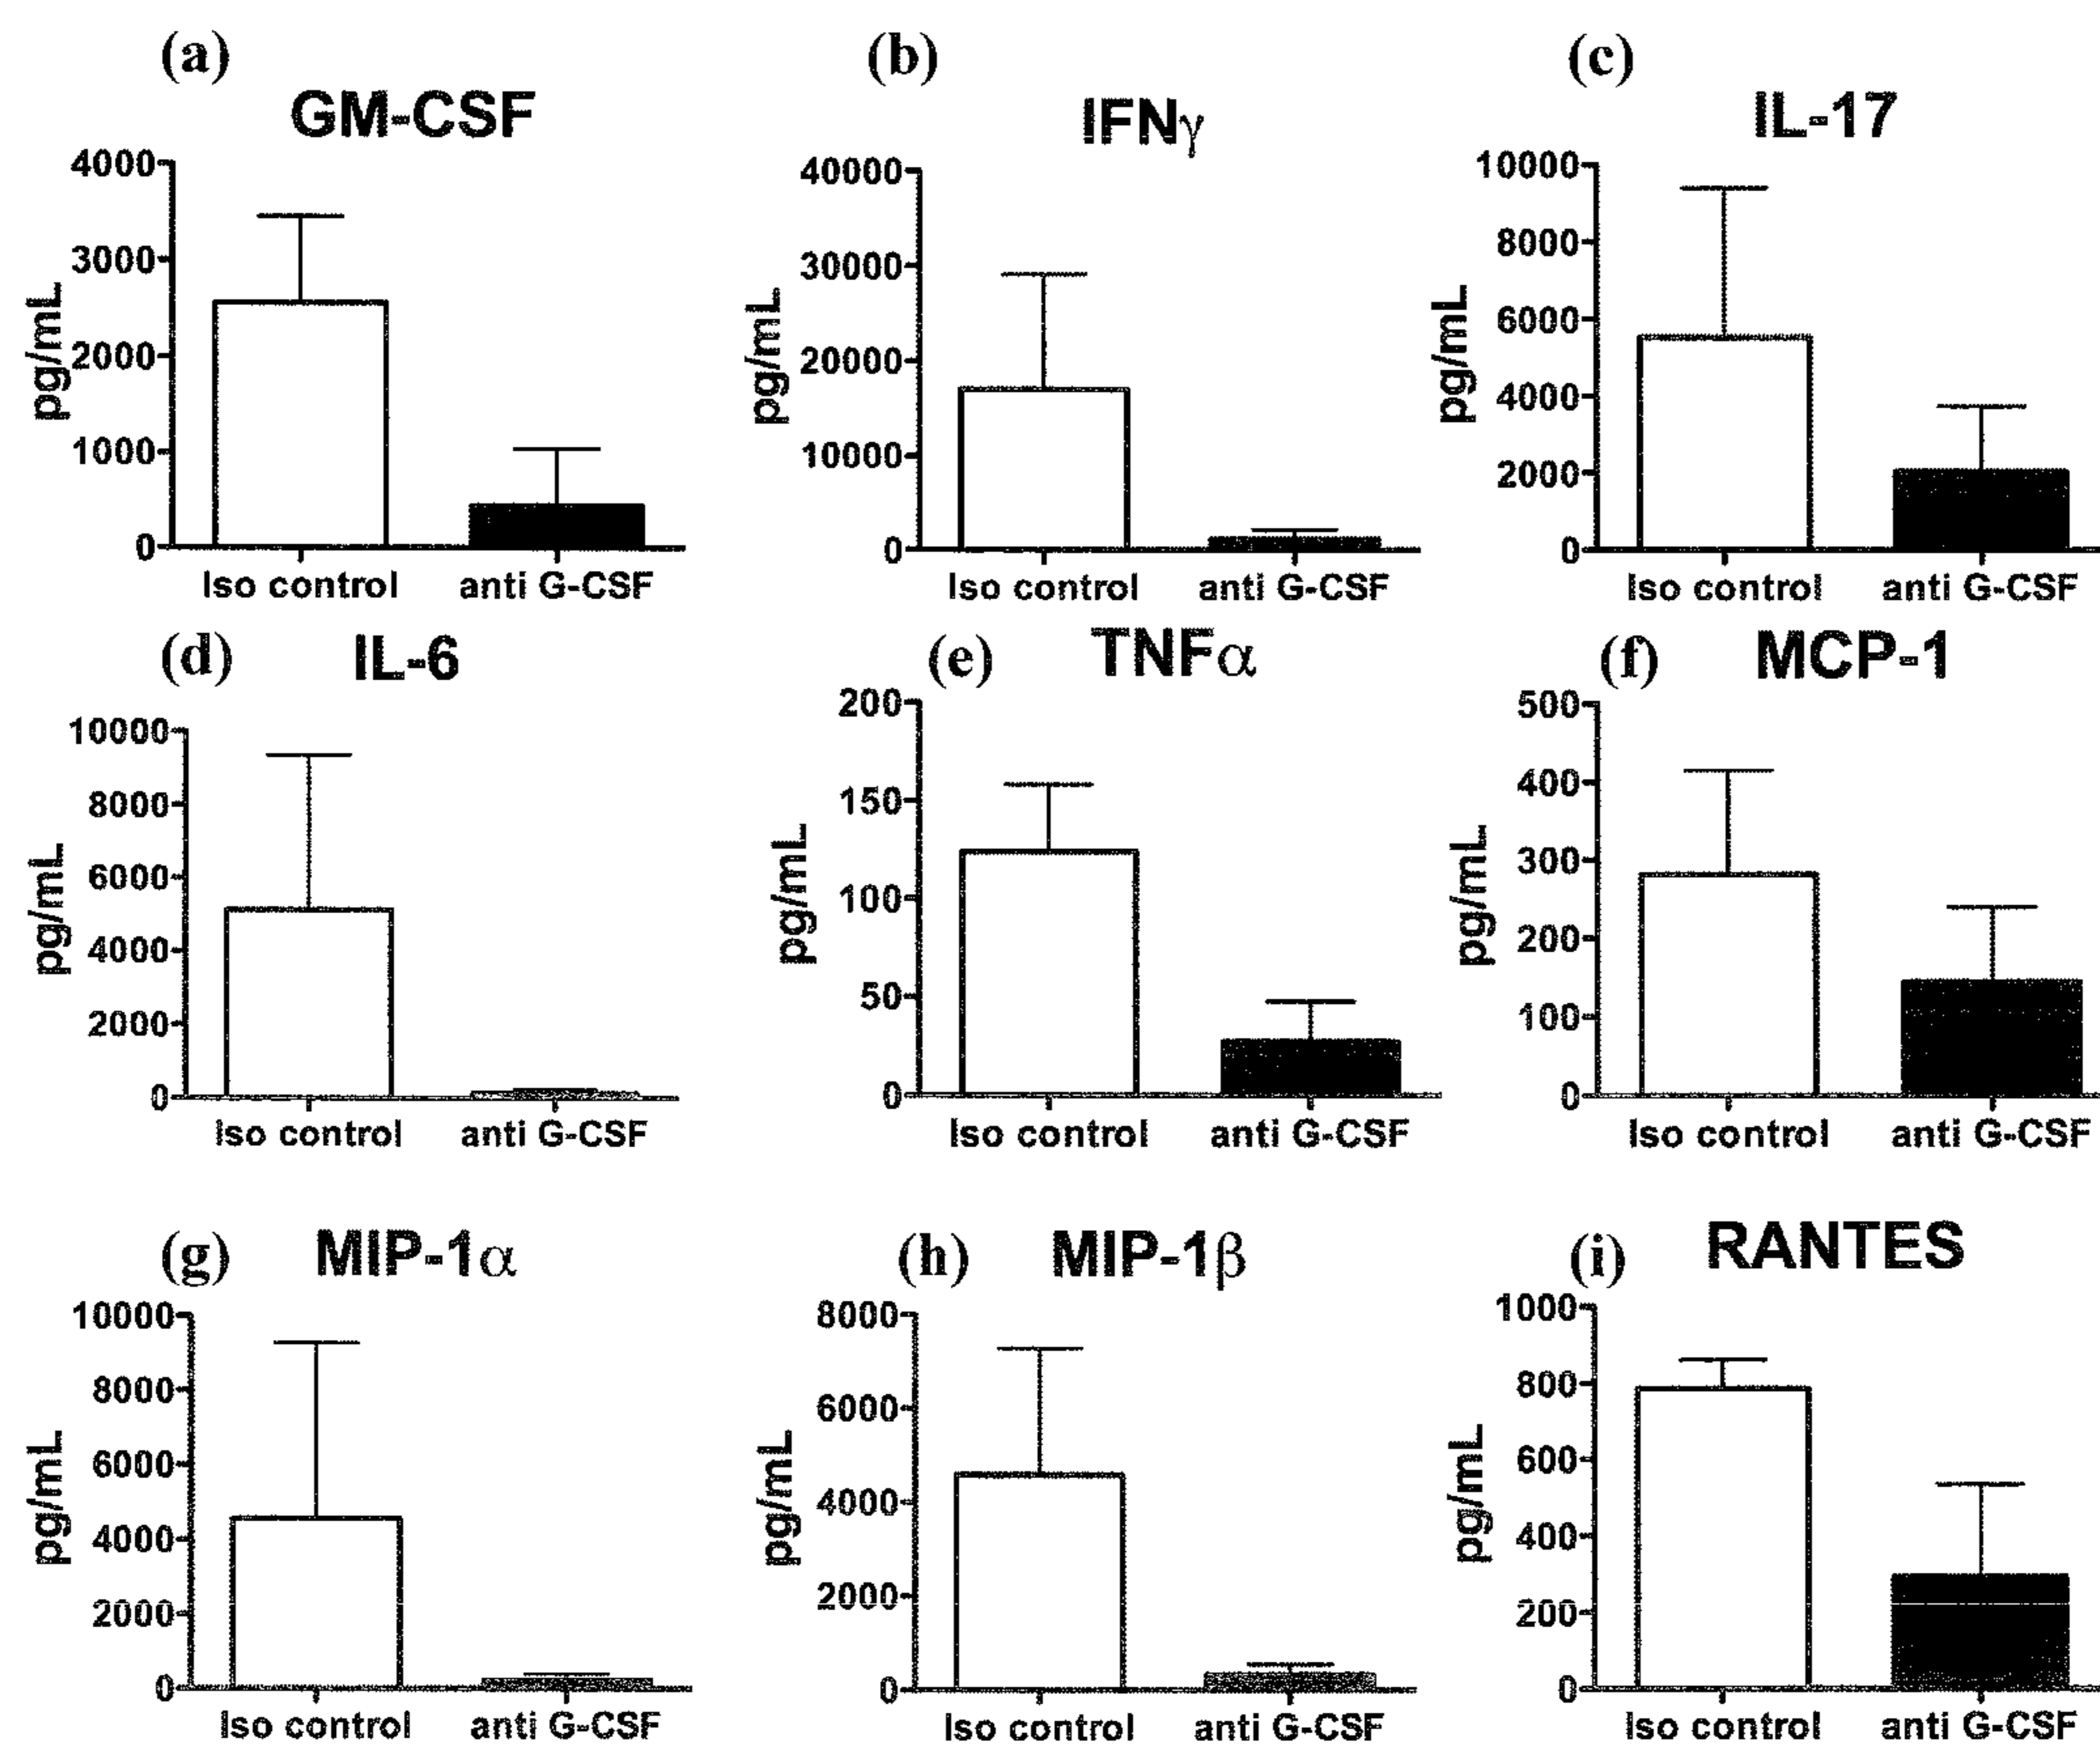 (a)
GM-CSF
4000
3000
2000
1000
0
pg/mL
Iso control
anti G-CSF
(b)
IFNγ
40000
30000
20000
10000
0
pg/mL
Iso control
anti G-CSF
(c)
IL-17
10000
8000
6000
4000
2000
0
pg/mL
Iso control
anti G-CSF
(d)
IL-6
10000
8000
6000
4000
2000
0
pg/mL
Iso control
anti G-CSF
(e)
TNFα
200
150
100
50
0
pg/mL
Iso control
anti G-CSF
(f)
MCP-1
500
400
300
200
100
0
pg/mL
Iso control
anti G-CSF
(g)
MIP-1α
10000
8000
6000
4000
2000
0
pg/mL
Iso control
anti G-CSF
(h)
MIP-1β
8000
6000
4000
2000
0
pg/mL
Iso control
anti G-CSF
(i)
RANTES
1000
800
600
400
200
0
pg/mL
Iso control
anti G-CSF